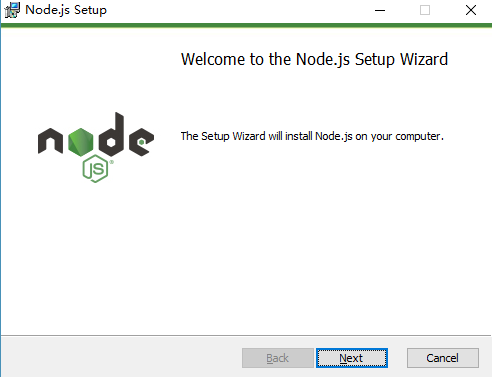 Node.js Setup
Welcome to the Node.js Setup Wizard
node
JS
®
The Setup Wizard will install Node.js on your computer.
Back
Next
Cancel